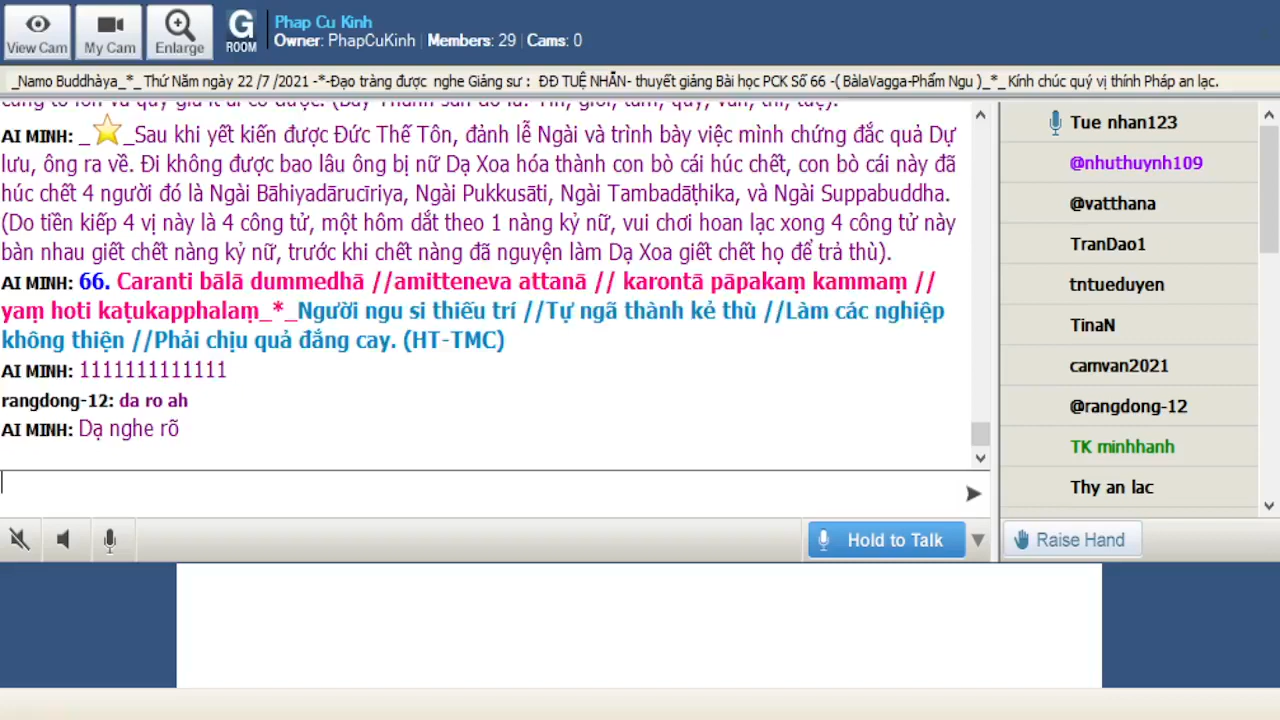 Phap Cu Kinh
Owner: PhapCuKinh | Members: 29 | Cams: 0
View Cam
My Cam
Enlarge
G
ROOM
_Namo Buddhàya_*_ Thứ Năm ngày 22 /7 /2021 -*-Đạo tràng được nghe Giảng sư : ĐĐ TUỆ NHẪN- thuyết giảng Bài học PCK Số 66 -( BàlaVagga-Phẩm Ngu )_*_ Kính chúc quý vị thính Pháp an lạc.
AI MINH: _ _Sau khi yết kiến được Đức Thế Tôn, đảnh lễ Ngài và trình bày việc mình chứng đắc quả Dự
lưu, ông ra về. Đi không được bao lâu ông bị nữ Dạ Xoa hóa thành con bò cái húc chết, con bò cái này đã
húc chết 4 người đó là Ngài Bāhiyadārucīriya, Ngài Pukkusāti, Ngài Tambadāṭhika, và Ngài Suppabuddha.
(Do tiền kiếp 4 vị này là 4 công tử, một hôm dắt theo 1 nàng kỷ nữ, vui chơi hoan lạc xong 4 công tử này
bàn nhau giết chết nàng kỷ nữ, trước khi chết nàng đã nguyện làm Dạ Xoa giết chết họ để trả thù).
AI MINH: 66. Caranti bālā dummedhā //amitteneva attanā // karontā pāpakaṃ kammaṃ //
yaṃ hoti kaṭukapphalaṃ_*_Người ngu si thiếu trí //Tự ngã thành kẻ thù //Làm các nghiệp
không thiện //Phải chịu quả đắng cay. (HT-TMC)
AI MINH: 1111111111111
rangdong-12: da ro ah
AI MINH: Dạ nghe rõ
Hold to Talk
Tue nhan123
@nhuthuynh109
@vatthana
TranDao1
tntueduyen
TinaN
camvan2021
@rangdong-12
TK minhhanh
Thy an lac
Raise Hand